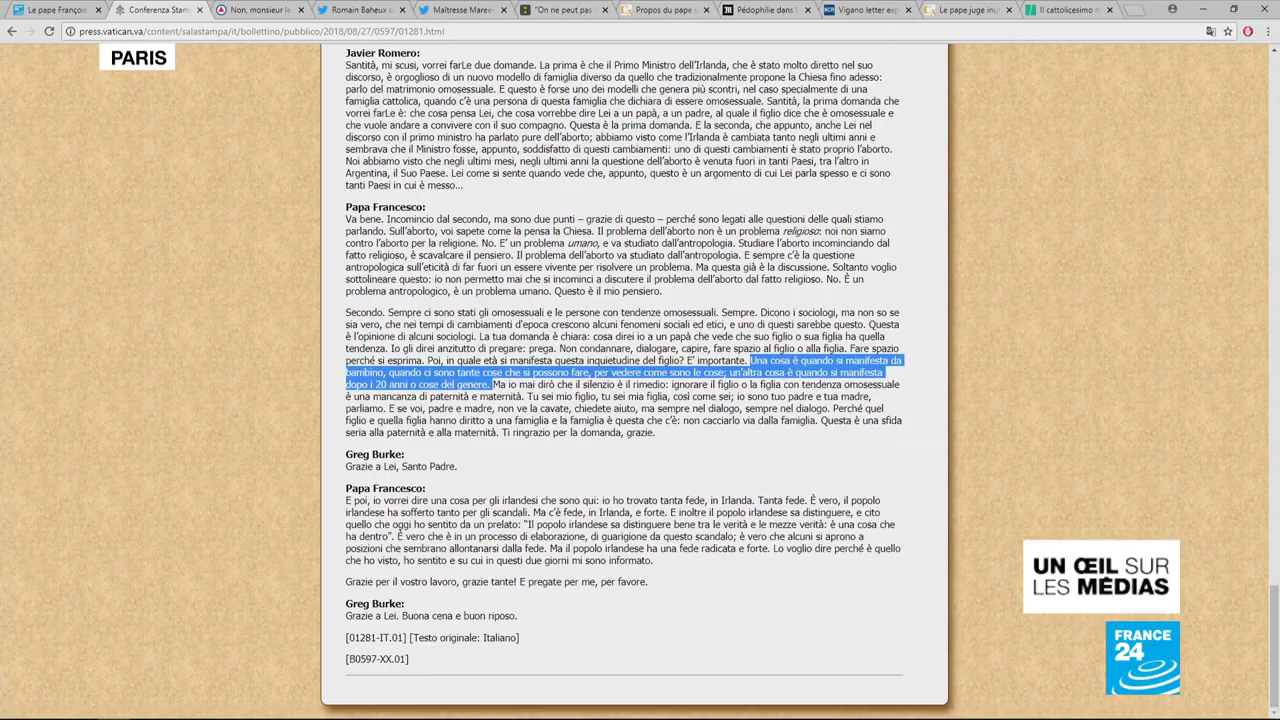 Le pape François
Conferenza Stam
Non, monsieur le
Romain Baheux su
Maîtresse Maree
"On ne peut pas
Propos du pape s
Pédophilie dans l
Vigano letter exp
Le pape juge inut
Il cattolicesimo n
press.vatican.va/content/salastampa/it/bollettino/pubblico/2018/08/27/0597/01281.html
PARIS
Javier Romero:
Santità, mi scusi, vorrei farLe due domande. La prima è che il Primo Ministro dell'Irlanda, che è stato molto diretto nel suo
discorso, è orgoglioso di un nuovo modello di famiglia diverso da quello che tradizionalmente propone la Chiesa fino adesso:
parlo del matrimonio omosessuale. E questo è forse uno dei modelli che genera più scontri, nel caso specialmente di una
famiglia cattolica, quando c'è una persona di questa famiglia che dichiara di essere omosessuale. Santità, la prima domanda che
vorrei farLe è: che cosa pensa Lei, che cosa vorrebbe dire Lei a un papà, a un padre, al quale il figlio dice che è omosessuale e
che vuole andare a convivere con il suo compagno. Questa è la prima domanda. E la seconda, che appunto, anche Lei nel
discorso con il primo ministro ha parlato pure dell'aborto; abbiamo visto come l'Irlanda è cambiata tanto negli ultimi anni e
sembrava che il Ministro fosse, appunto, soddisfatto di questi cambiamenti: uno di questi cambiamenti è stato proprio l'aborto.
Noi abbiamo visto che negli ultimi mesi, negli ultimi anni la questione dell'aborto è venuta fuori in tanti Paesi, tra l'altro in
Argentina, il Suo Paese. Lei come si sente quando vede che, appunto, questo è un argomento di cui Lei parla spesso e ci sono
tanti Paesi in cui è messo...
Papa Francesco:
Va bene. Incomincio dal secondo, ma sono due punti – grazie di questo – perché sono legati alle questioni delle quali stiamo
parlando. Sull'aborto, voi sapete come la pensa la Chiesa. Il problema dell'aborto non è un problema religioso: noi non siamo
contro l'aborto per la religione. No. E' un problema umano, e va studiato dall'antropologia. Studiare l'aborto incominciando dal
fatto religioso, è scavalcare il pensiero. Il problema dell'aborto va studiato dall'antropologia. E sempre c'è la questione
antropologica sull'eticità di far fuori un essere vivente per risolvere un problema. Ma questa già è la discussione. Soltanto voglio
sottolineare questo: io non permetto mai che si incominci a discutere il problema dell'aborto dal fatto religioso. No. È un
problema antropologico, è un problema umano. Questo è il mio pensiero.
Secondo. Sempre ci sono stati gli omosessuali e le persone con tendenze omosessuali. Sempre. Dicono i sociologi, ma non so se
sia vero, che nei tempi di cambiamenti d'epoca crescono alcuni fenomeni sociali ed etici, e uno di questi sarebbe questo. Questa
è l'opinione di alcuni sociologi. La tua domanda è chiara: cosa direi io a un papà che vede che suo figlio o sua figlia ha quella
tendenza. Io gli direi anzitutto di pregare: prega. Non condannare, dialogare, capire, fare spazio al figlio o alla figlia. Fare spazio
perché si esprima. Poi, in quale età si manifesta questa inquietudine del figlio? E' importante. Una cosa è quando si manifesta da
bambino, quando ci sono tante cose che si possono fare, per vedere come sono le cose; un'altra cosa è quando si manifesta
dopo i 20 anni o cose del genere. Ma io mai dirò che il silenzio è il rimedio: ignorare il figlio o la figlia con tendenza omosessuale
è una mancanza di paternità e maternità. Tu sei mio figlio, tu sei mia figlia, così come sei; io sono tuo padre e tua madre,
parliamo. E se voi, padre e madre, non ve la cavate, chiedete aiuto, ma sempre nel dialogo, sempre nel dialogo. Perché quel
figlio e quella figlia hanno diritto a una famiglia e la famiglia è questa che c'è: non cacciarlo via dalla famiglia. Questa è una sfida
seria alla paternità e alla maternità. Ti ringrazio per la domanda, grazie.
Greg Burke:
Grazie a Lei, Santo Padre.
Papa Francesco:
E poi, io vorrei dire una cosa per gli irlandesi che sono qui: io ho trovato tanta fede, in Irlanda. Tanta fede. È vero, il popolo
irlandese ha sofferto tanto per gli scandali. Ma c'è fede, in Irlanda, e forte. E inoltre il popolo irlandese sa distinguere, e cito
quello che oggi ho sentito da un prelato: "Il popolo irlandese sa distinguere bene tra le verità e le mezze verità: è una cosa che
ha dentro". È vero che è in un processo di elaborazione, di guarigione da questo scandalo; è vero che alcuni si aprono a
posizioni che sembrano allontanarsi dalla fede. Ma il popolo irlandese ha una fede radicata e forte. Lo voglio dire perché è quello
che ho visto, ho sentito e su cui in questi due giorni mi sono informato.
Grazie per il vostro lavoro, grazie tante! E pregate per me, per favore.
Greg Burke:
Grazie a Lei. Buona cena e buon riposo.
[01281-IT.01] [Testo originale: Italiano]
[B0597-XX.01]
UN ŒIL SUR
LES MÉDIAS
FRANCE
24